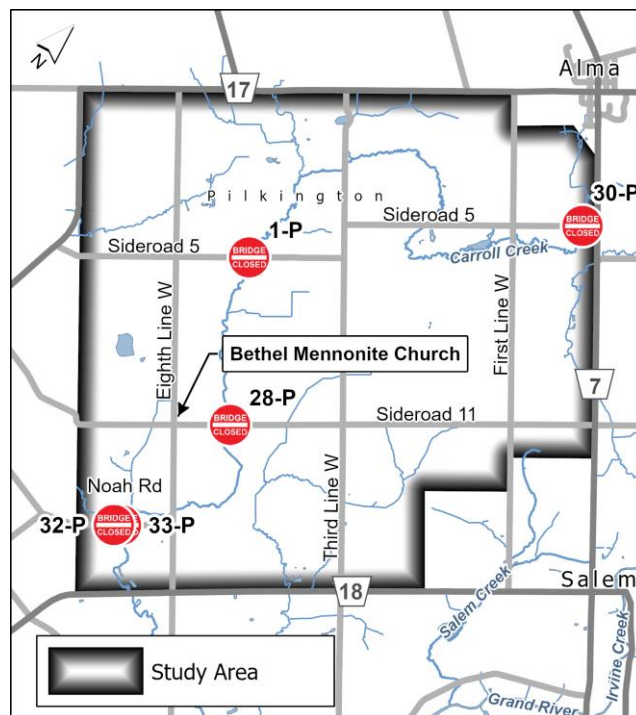 N
17
Alma
Pilkington
30-P
BRIDGE
CLOSED
1-P
Sideroad 5
BRIDGE
CLOSED
Sideroad 5
Carroll Creek
Eighth Line W
First Line W
Bethel Mennonite Church
28-P
7
BRIDGE
CLOSED
Sideroad 11
Noah Rd
Third Line W
32-P
BRIDGE
CLOSED
33-P
18
Salem
Salem Creek
Irvine Creek
Study Area
Grand River